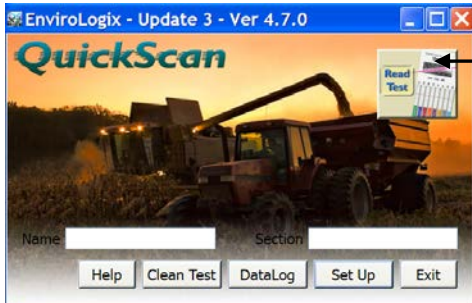 EnviroLogix - Update 3 - Ver 4.7.0
QuickScan
Read
Test
Name
Section
Help
Clean Test
DataLog
Set Up
Exit